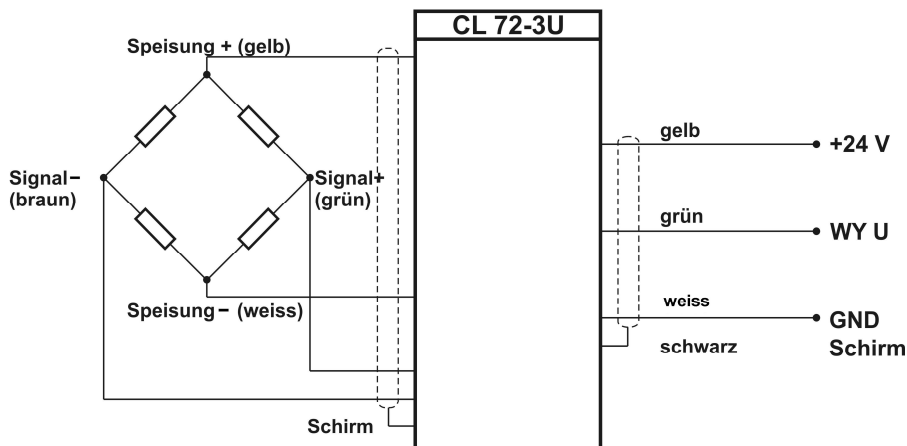 CL 72-3U
Speisung + (gelb)
Signal−
(braun)
Signal+
(grün)
Speisung − (weiss)
Schirm
gelb
+24 V
grün
WY U
weiss
GND
schwarz
Schirm